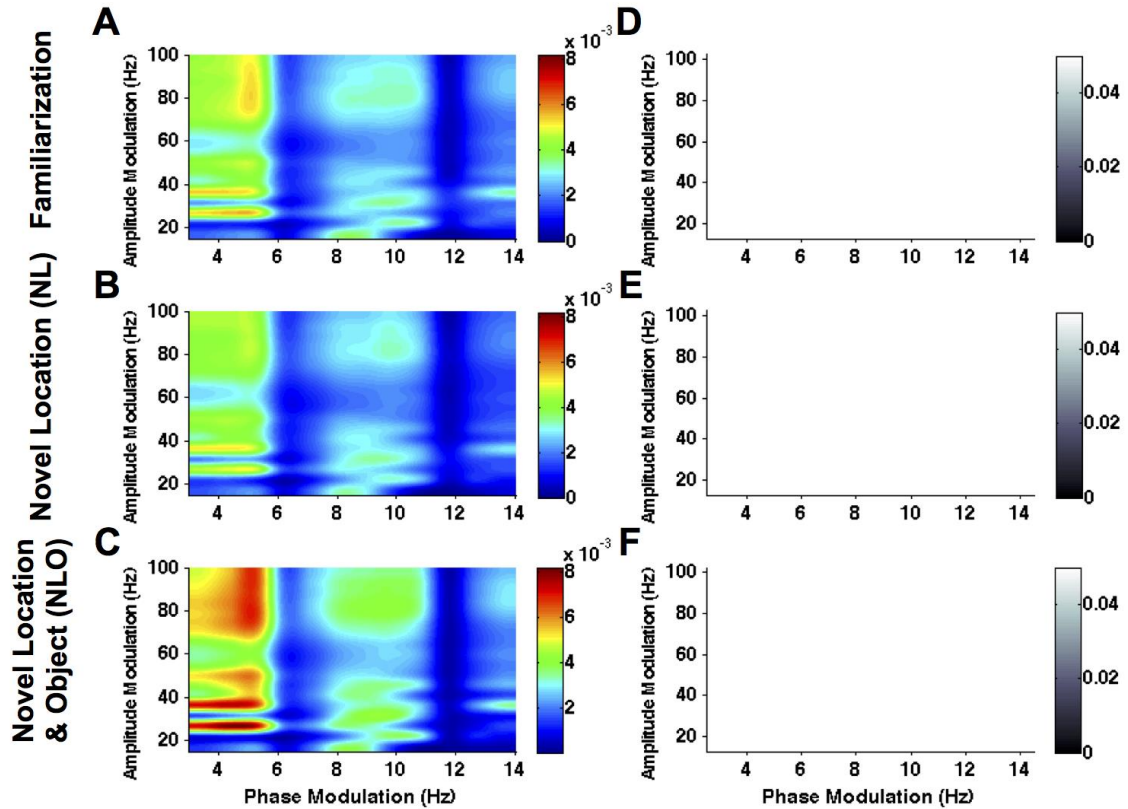 A
D
Familiarization
Amplitude Modulation (Hz)
100
80
60
40
20
4 6 8 10 12 14
x 10-3
8
6
4
2
0
Amplitude Modulation (Hz)
100
80
60
40
20
4 6 8 10 12 14
0.04
0.02
0
B
E
Novel Location (NL)
Amplitude Modulation (Hz)
100
80
60
40
20
4 6 8 10 12 14
x 10-3
8
6
4
2
0
Amplitude Modulation (Hz)
100
80
60
40
20
4 6 8 10 12 14
0.04
0.02
0
C
F
Novel Location
& Object (NLO)
Amplitude Modulation (Hz)
100
80
60
40
20
4 6 8 10 12 14
Phase Modulation (Hz)
x 10-3
8
6
4
2
Amplitude Modulation (Hz)
100
80
60
40
20
4 6 8 10 12 14
Phase Modulation (Hz)
0.04
0.02
0